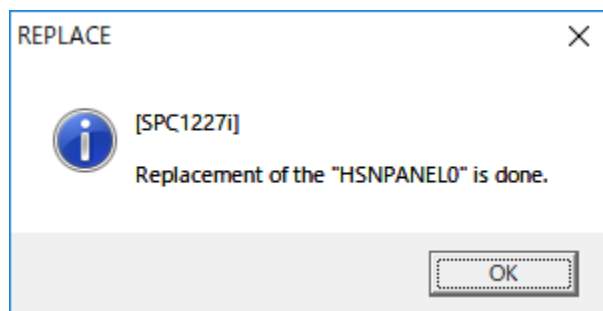 REPLACE
[SPC1227i]
Replacement of the "HSNPANEL0" is done.
OK